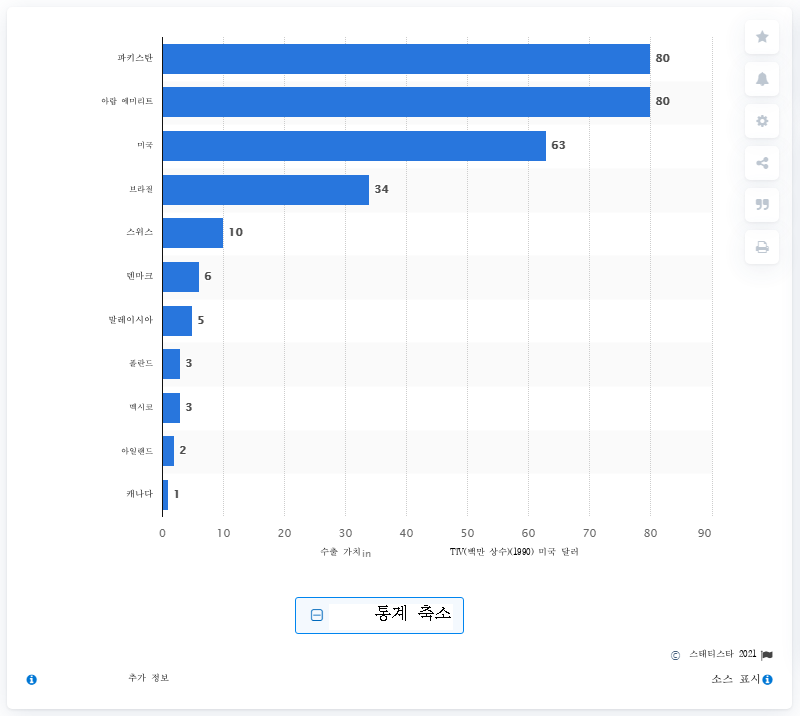 파키스탄 80
아랍 에미리트 80
미국 63
브라질 34
스위스 10
덴마크 6
말레이시아 5
폴란드 3
멕시코 3
아일랜드 2
캐나다 1
0 10 20 30 40 50 60 70 80 90
수출 가치in TIV(백만 상수)(1990) 미국 달러
통계 축소
© 스태티스타 2021
추가 정보 소스 표시